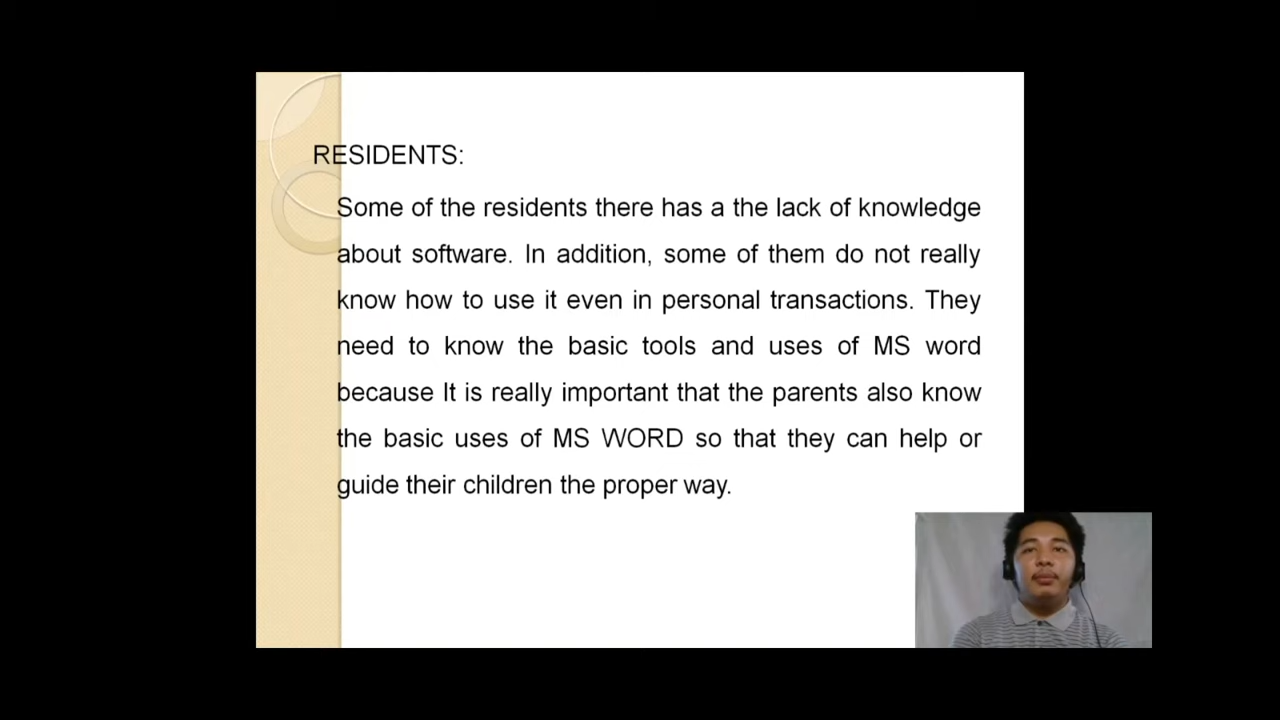 RESIDENTS:
Some of the residents there has a the lack of knowledge
about software. In addition, some of them do not really
know how to use it even in personal transactions. They
need to know the basic tools and uses of MS word
because It is really important that the parents also know
the basic uses of MS WORD so that they can help or
guide their children the proper way.